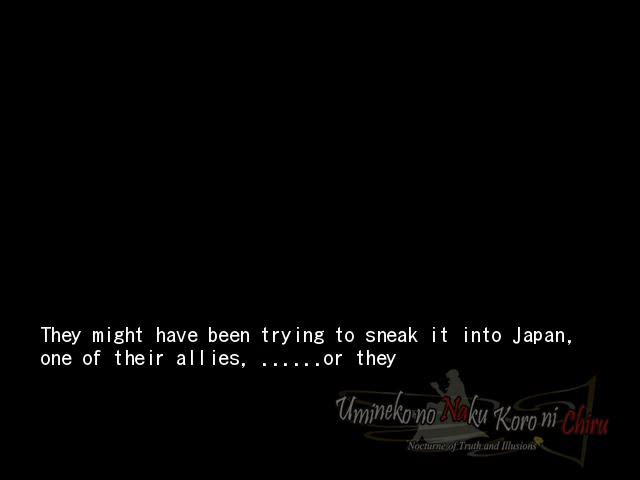 They might have been trying to sneak it into Japan,
one of their allies, ......or they
Umineko no Naku Koro ni Chiru
Nocturne of Truth and Illusions